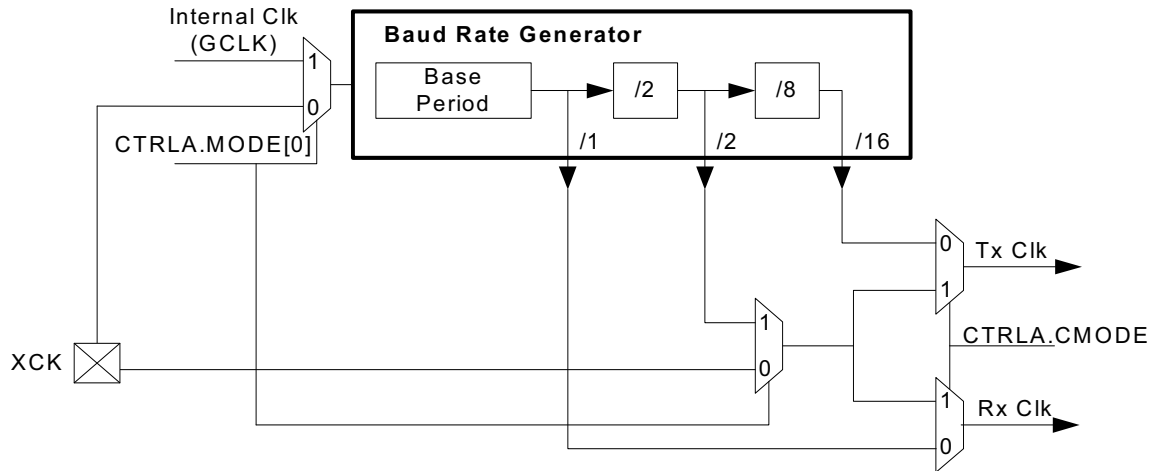 Internal Clk
(GCLK)
Baud Rate Generator
1
0
Base
Period
/2
/8
CTRLA.MODE[0]
/1
/2
/16
0
Tx Clk
1
1
CTRLA.CMODE
XCK
0
1
Rx Clk
0